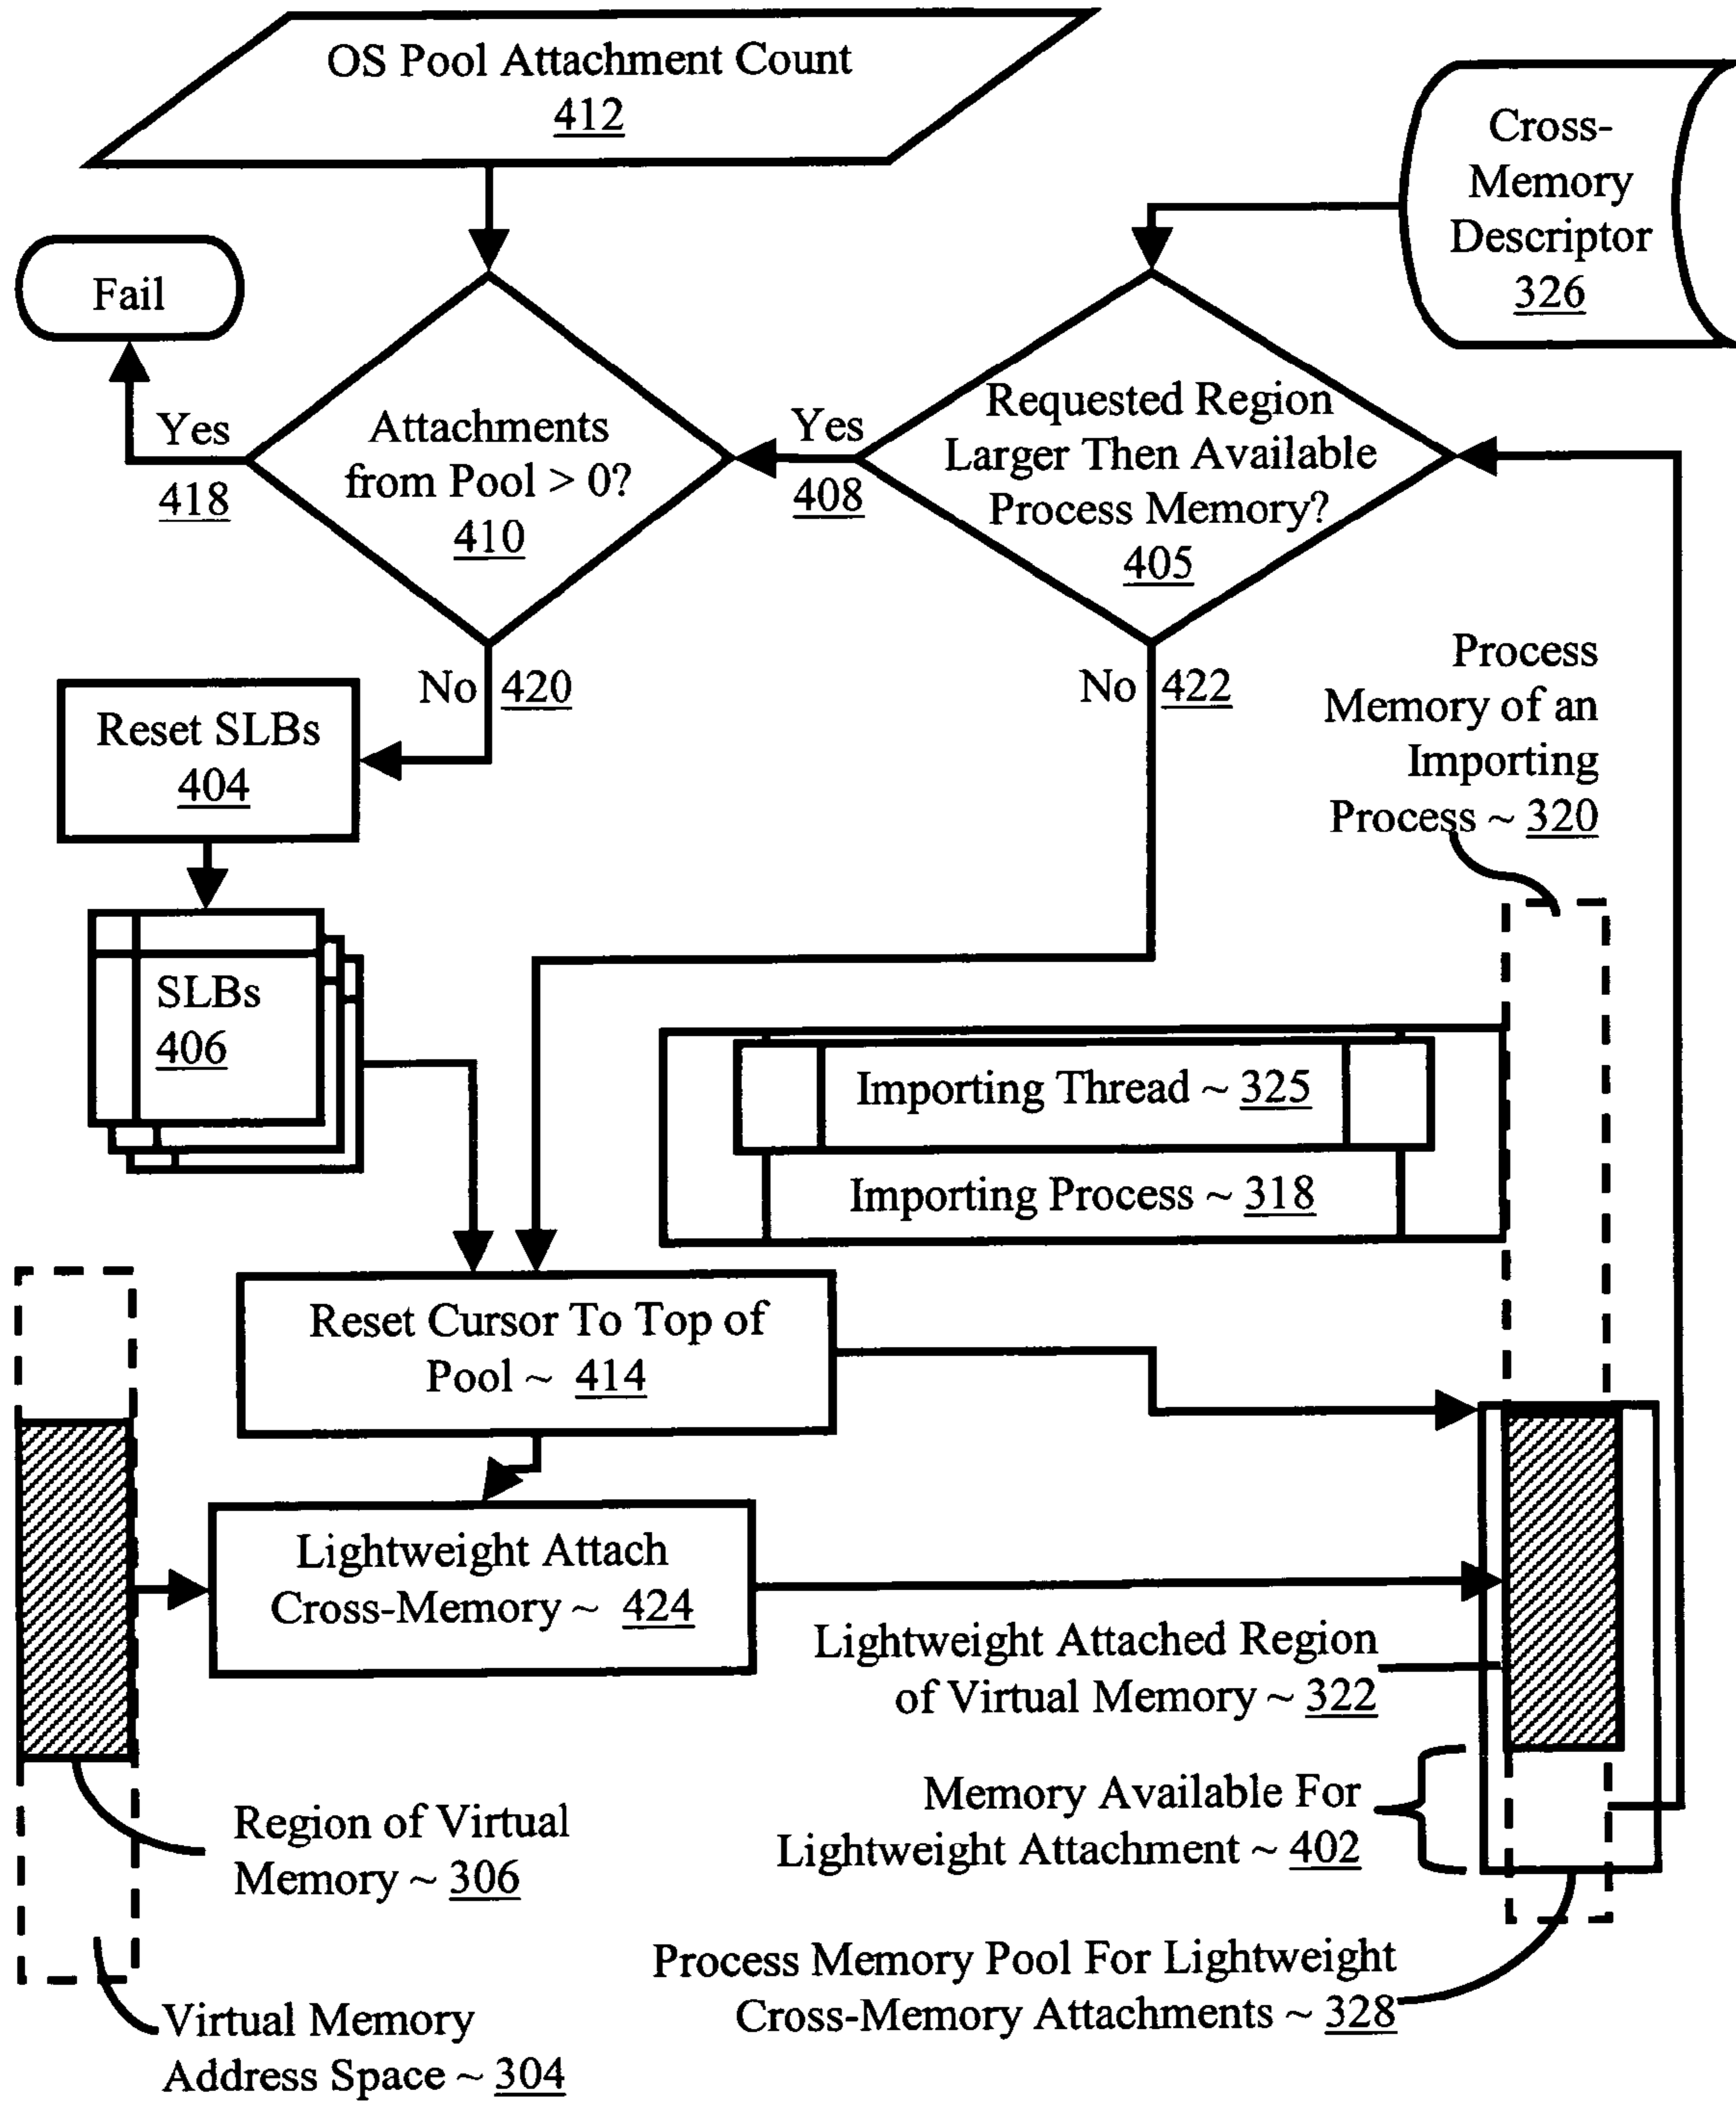 OS Pool Attachment Count
412
Cross-
Memory
Descriptor
326
Fail
Yes
418
Attachments
from Pool > 0?
410
Yes
408
Requested Region
Larger Then Available
Process Memory?
405
No 420
No 422
Process
Memory of an
Importing
Process ~ 320
Reset SLBs
404
SLBs
406
Importing Thread ~ 325
Importing Process ~ 318
Reset Cursor To Top of
Pool ~ 414
Lightweight Attach
Cross-Memory ~ 424
Lightweight Attached Region
of Virtual Memory ~ 322
Memory Available For
Lightweight Attachment ~ 402
Region of Virtual
Memory ~ 306
Process Memory Pool For Lightweight
Cross-Memory Attachments ~ 328
Virtual Memory
Address Space ~ 304